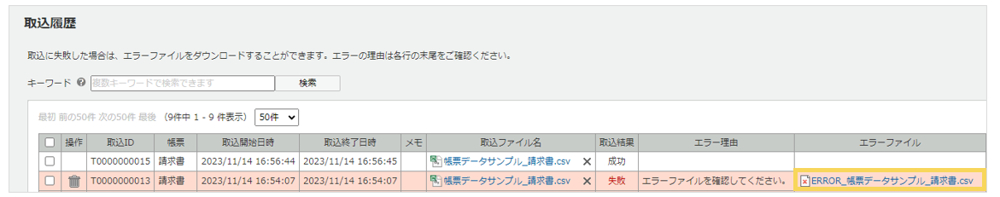 取込履歴
取込に失敗した場合は、エラーファイルをダウンロードすることができます。エラーの理由は各行の末尾をご確認ください。
キーワード ? 複数キーワードで検索できます 検索
最初 前の50件 次の50件 最後 (9件中 1 - 9 件表示) 50件
操作 取込ID 帳票 取込開始日時 取込終了日時 メモ 取込ファイル名 取込結果 エラー理由 エラーファイル
T0000000015 請求書 2023/11/14 16:56:44 2023/11/14 16:56:45 帳票データサンプル_請求書.csv 成功
T0000000013 請求書 2023/11/14 16:54:07 2023/11/14 16:54:07 帳票データサンプル_請求書.csv 失敗 エラーファイルを確認してください。 ERROR_帳票データサンプル_請求書.csv